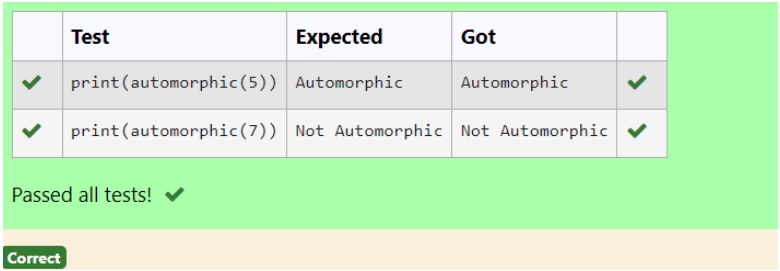 Test Expected Got
print(automorphic(5)) Automorphic Automorphic
print(automorphic(7)) Not Automorphic Not Automorphic
Passed all tests!
Correct